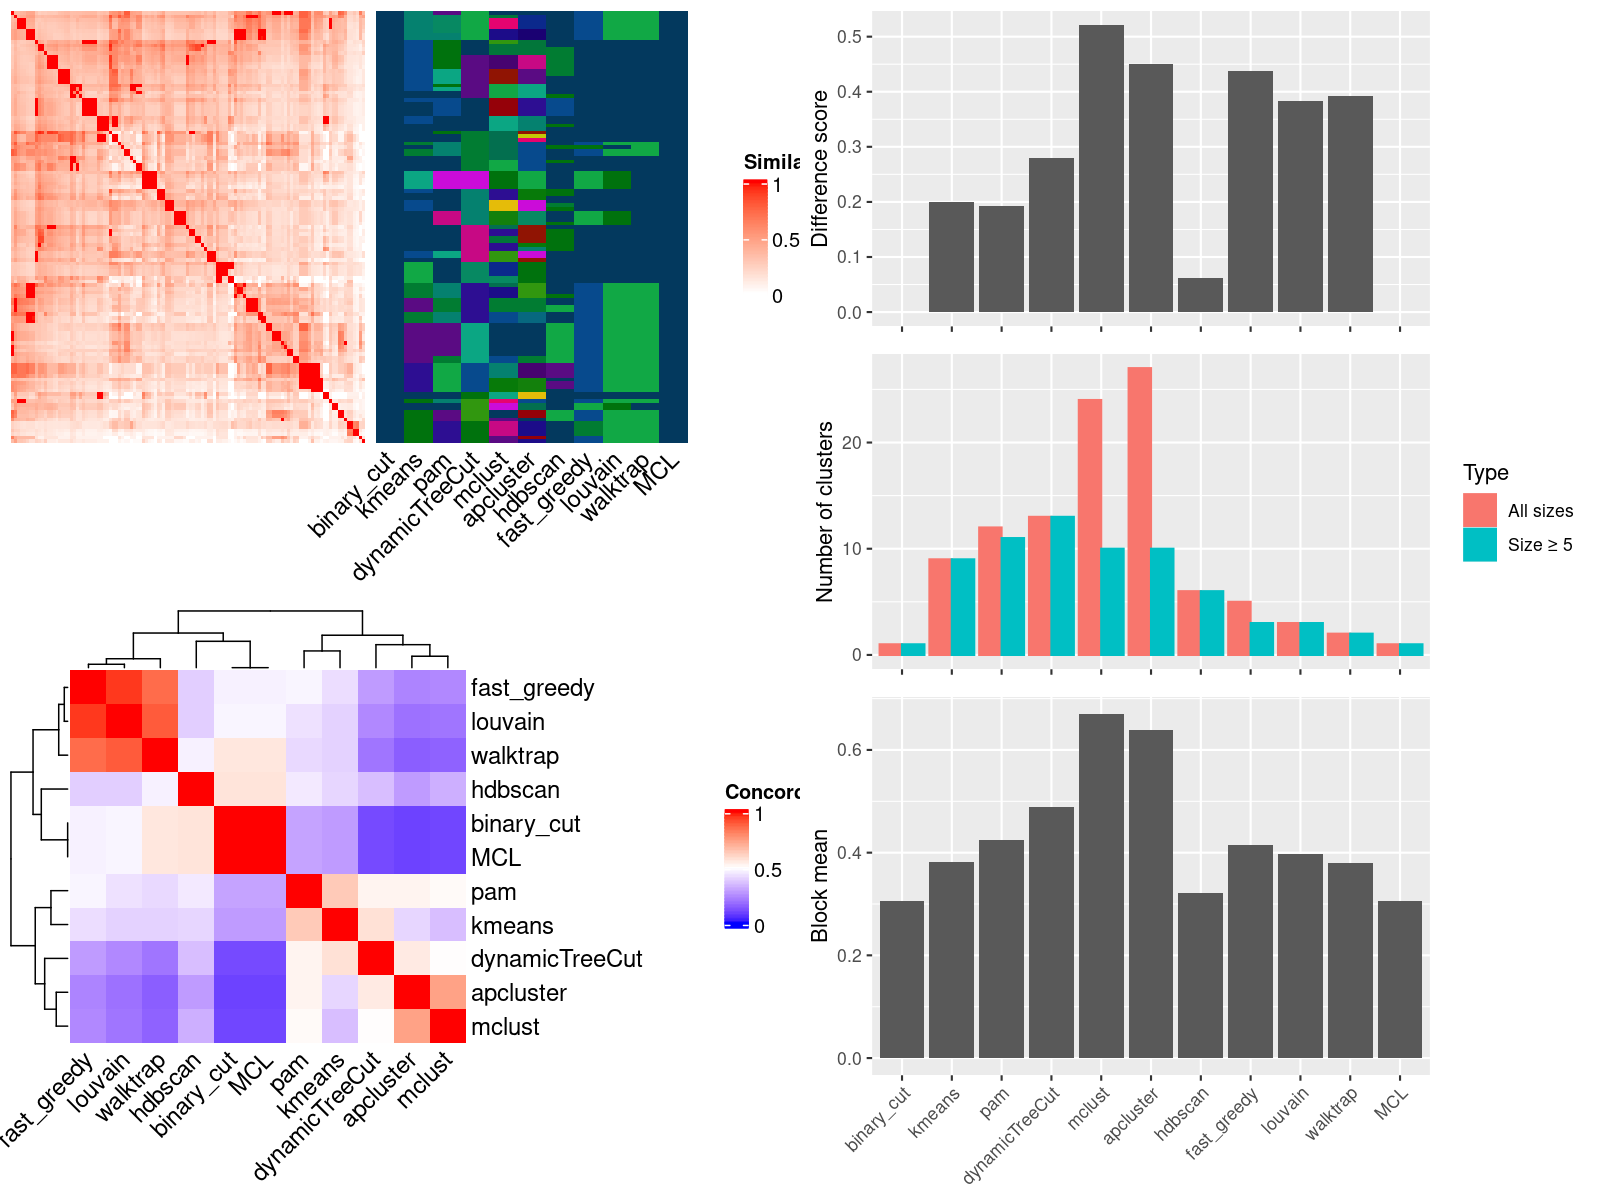 Simila
1
0.5
0
binary_cut
kmeans
pam
dynamicTreeCut
mclust
apcluster
hdbscan
fast_greedy
louvain
walktrap
MCL
fast_greedy
louvain
walktrap
hdbscan
binary_cut
MCL
pam
kmeans
dynamicTreeCut
apcluster
mclust
fast_greedy
louvain
walktrap
hdbscan
binary_cut
MCL
pam
kmeans
dynamicTreeCut
apcluster
mclust
Concord
1
0.5
0
Difference score
0.5
0.4
0.3
0.2
0.1
0.0
Number of clusters
20
10
0
Type
All sizes
Size ≥ 5
Block mean
0.6
0.4
0.2
0.0
binary_cut
kmeans
pam
dynamicTreeCut
mclust
apcluster
hdbscan
fast_greedy
louvain
walktrap
MCL